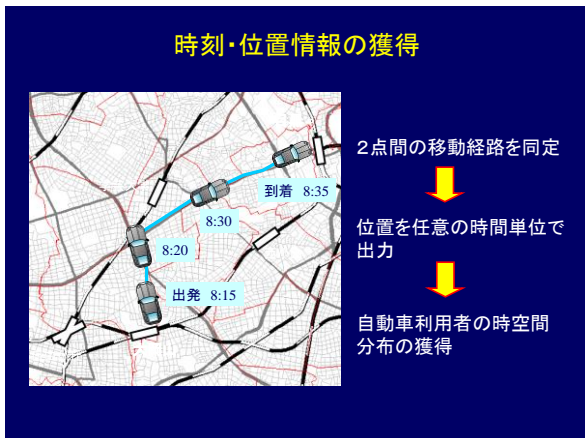 時刻・位置情報の獲得
２点間の移動経路を同定
到着 8:35
8:30
位置を任意の時間単位で
出力
8:20
出発 8:15
自動車利用者の時空間
分布の獲得